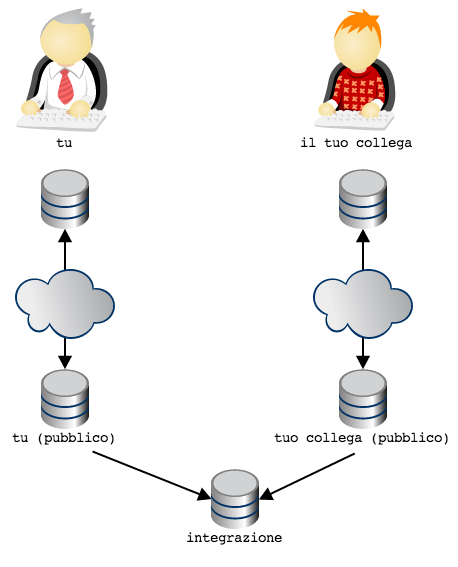 tu
il tuo collega
tu (pubblico)
tuo collega (pubblico)
integrazione